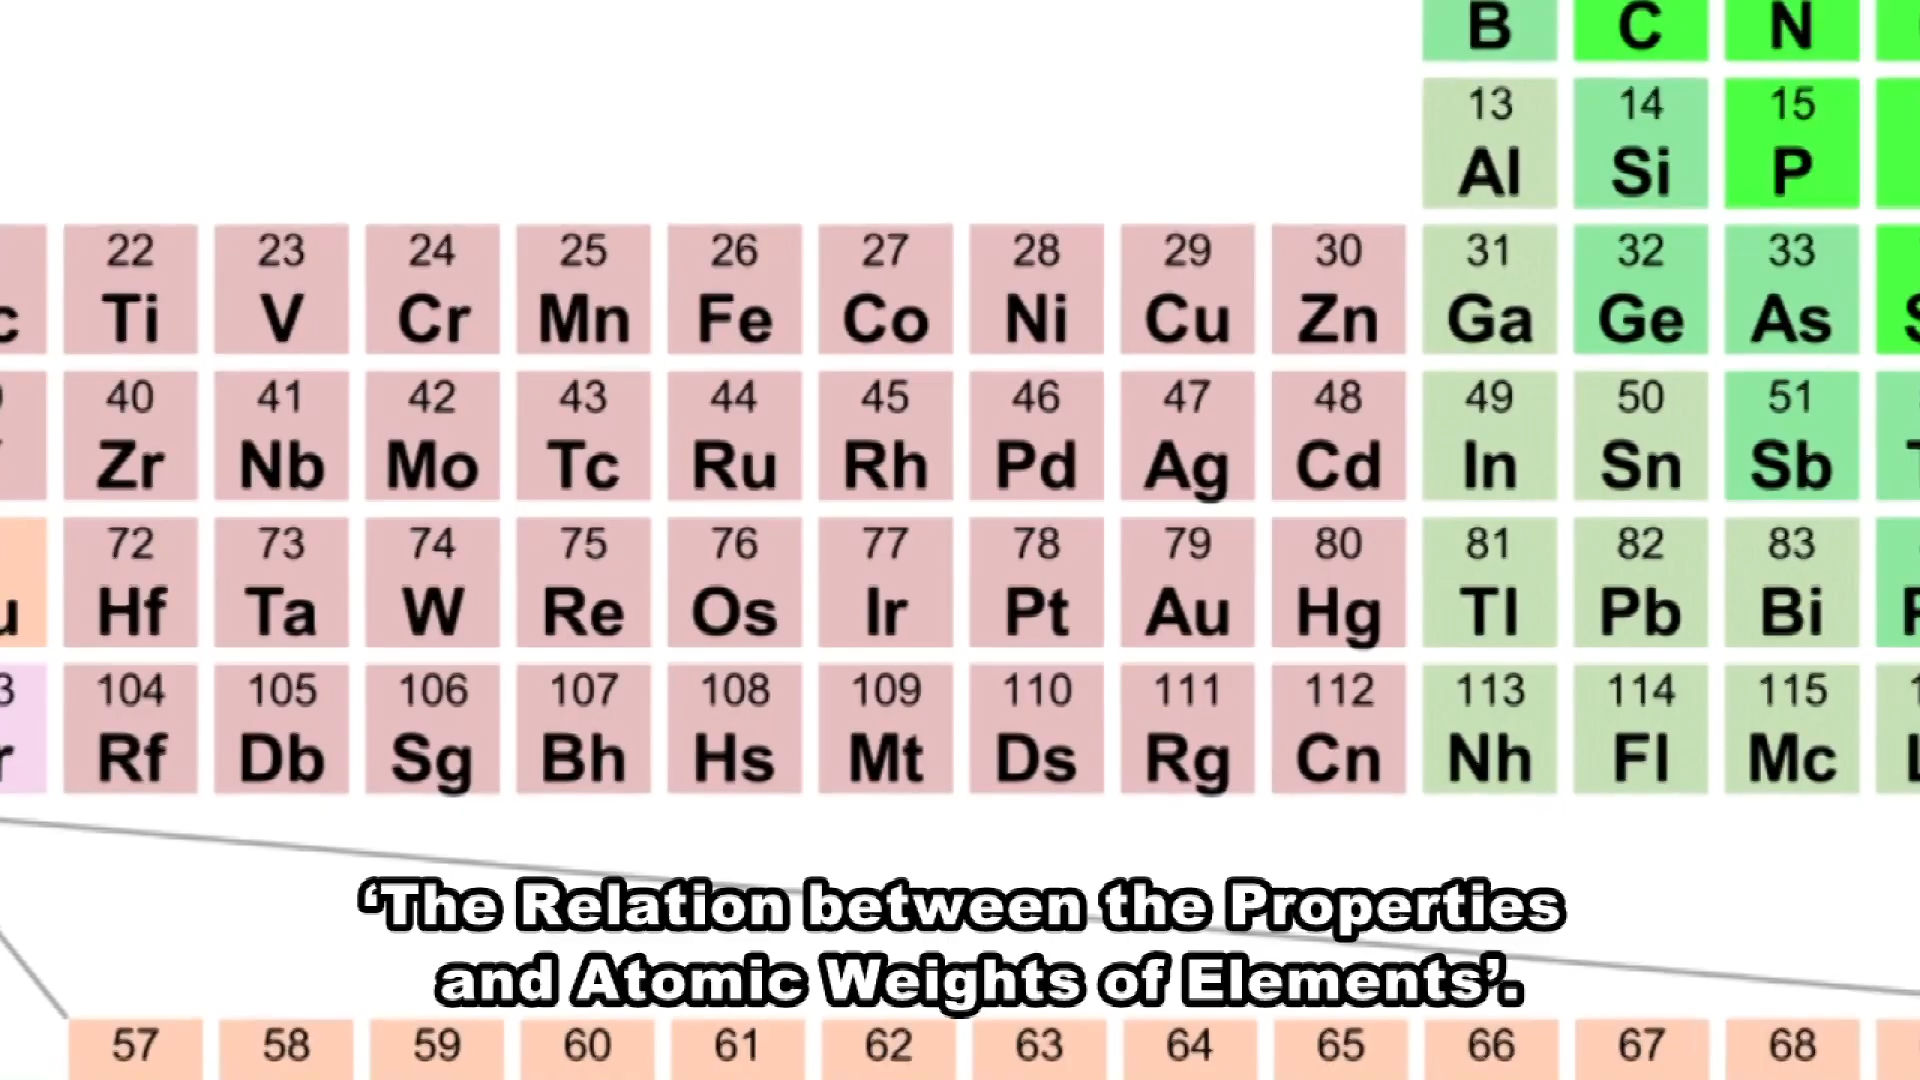 B C N
13 14 15
Al Si P
22 23 24 25 26 27 28 29 30 31 32 33
c Ti V Cr Mn Fe Co Ni Cu Zn Ga Ge As S
40 41 42 43 44 45 46 47 48 49 50 51
Zr Nb Mo Tc Ru Rh Pd Ag Cd In Sn Sb
72 73 74 75 76 77 78 79 80 81 82 83
u Hf Ta W Re Os Ir Pt Au Hg Tl Pb Bi
3 104 105 106 107 108 109 110 111 112 113 114 115
r Rf Db Sg Bh Hs Mt Ds Rg Cn Nh Fl Mc
‘The Relation between the Properties
and Atomic Weights of Elements’.
57 58 59 60 61 62 63 64 65 66 67 68